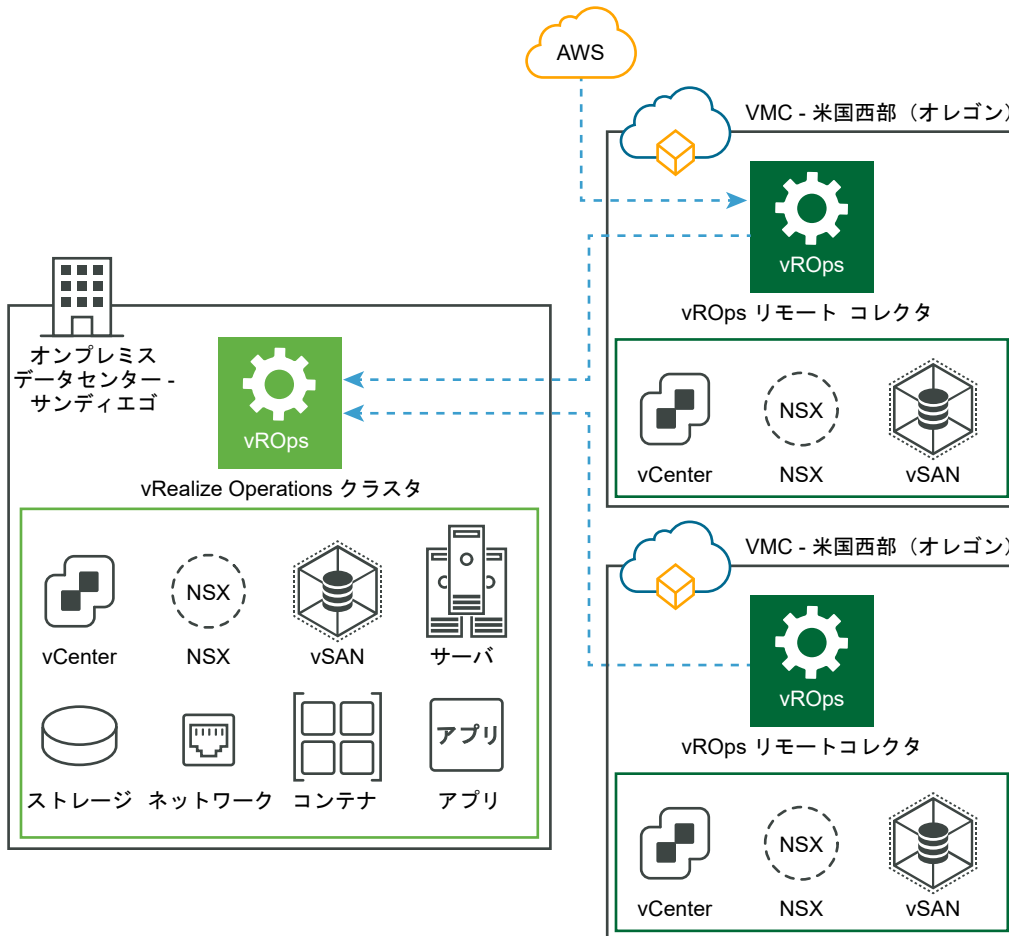 AWS
VMC - 米国西部（オレゴン）
vROps
vROps リモート コレクタ
vCenter
NSX
NSX
vSAN
オンプレミス
データセンター -
サンディエゴ
vROps
vRealize Operations クラスタ
vCenter
NSX
NSX
vSAN
サーバ
ストレージ
ネットワーク
コンテナ
アプリ
アプリ
VMC - 米国西部（オレゴン）
vROps
vROps リモートコレクタ
vCenter
NSX
NSX
vSAN